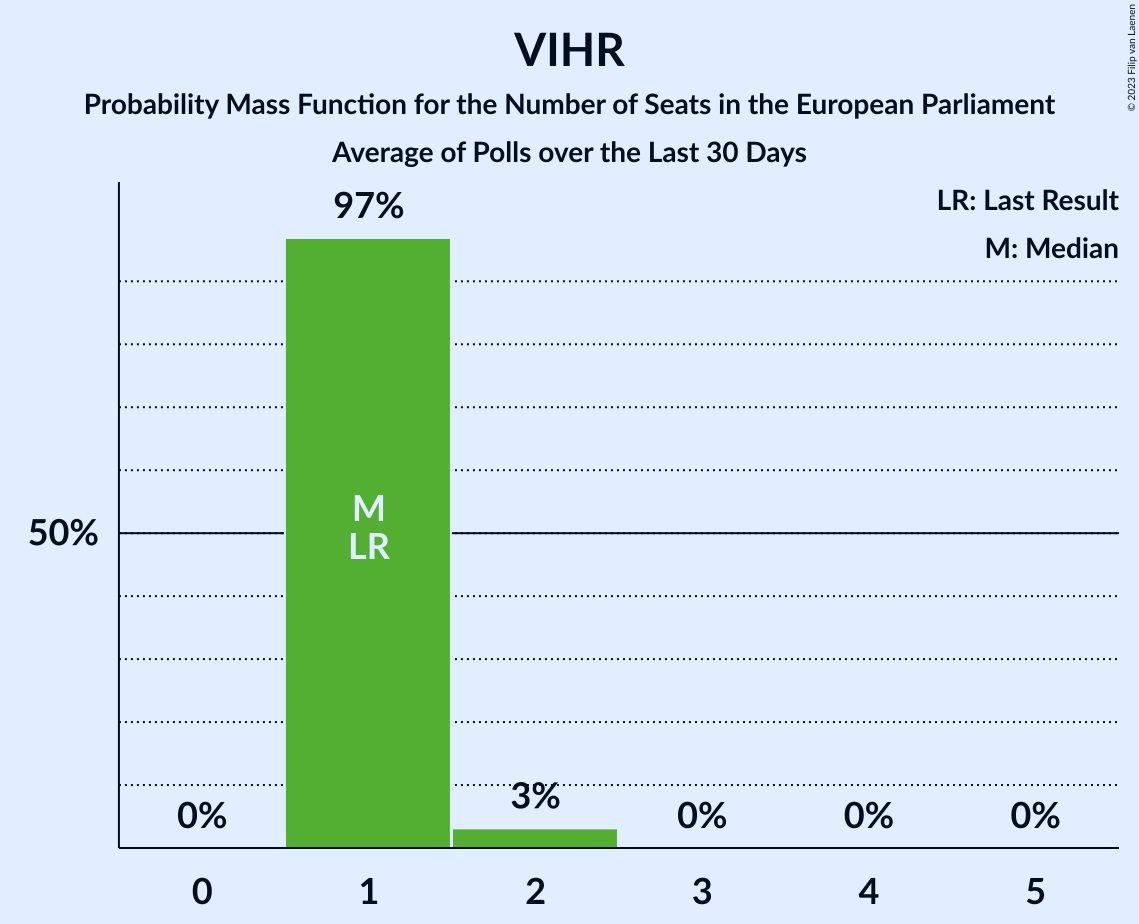 VIHR
Probability Mass Function for the Number of Seats in the European Parliament
Average of Polls over the Last 30 Days
© 2023 Filip van Laenen
LR: Last Result
M: Median
97%
M
LR
50%
0%
3%
0%
0%
0%
0
1
2
3
4
5